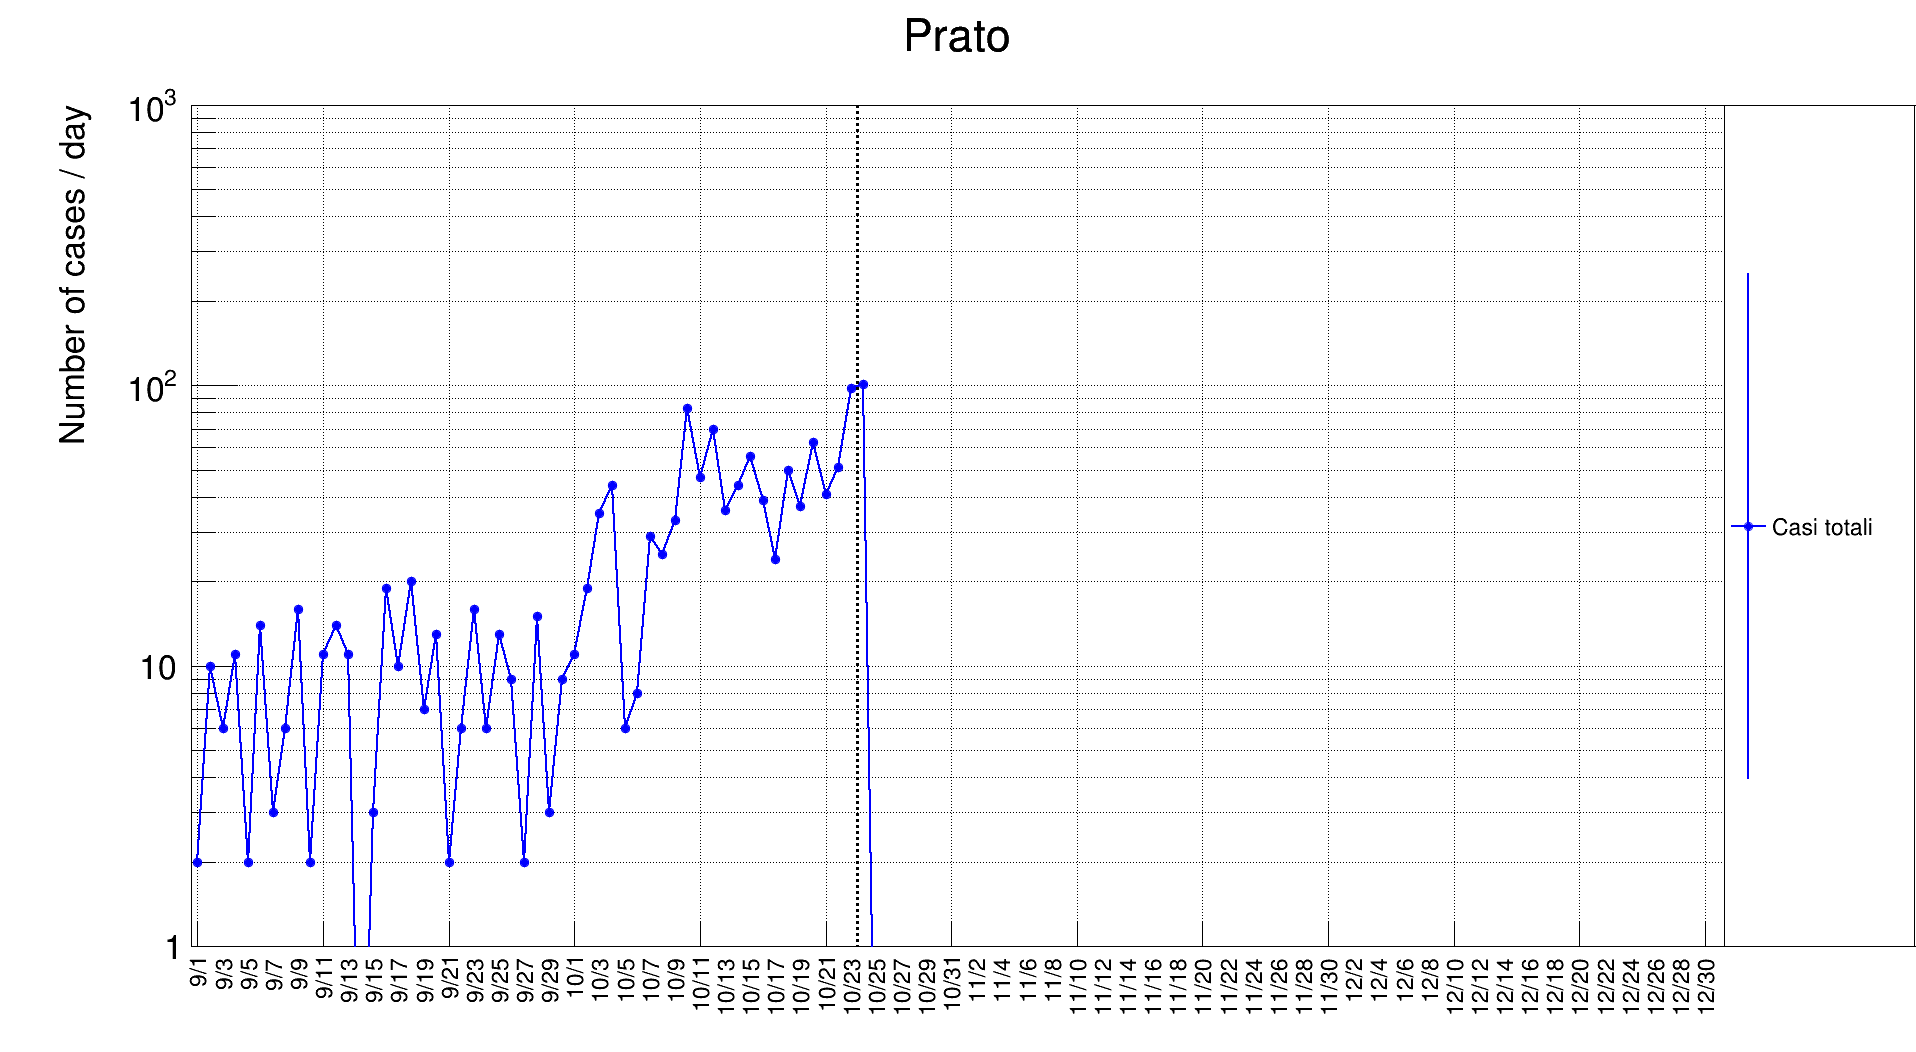 Prato
Number of cases / day
10³
10²
10
1
9/1 9/3 9/5 9/7 9/9 9/11 9/13 9/15 9/17 9/19 9/21 9/23 9/25 9/27 9/29 10/1 10/3 10/5 10/7 10/9 10/11 10/13 10/15 10/17 10/19 10/21 10/23 10/25 10/27 10/29 10/31 11/2 11/4 11/6 11/8 11/10 11/12 11/14 11/16 11/18 11/20 11/22 11/24 11/26 11/28 11/30 12/2 12/4 12/6 12/8 12/10 12/12 12/14 12/16 12/18 12/20 12/22 12/24 12/26 12/28 12/30
Casi totali